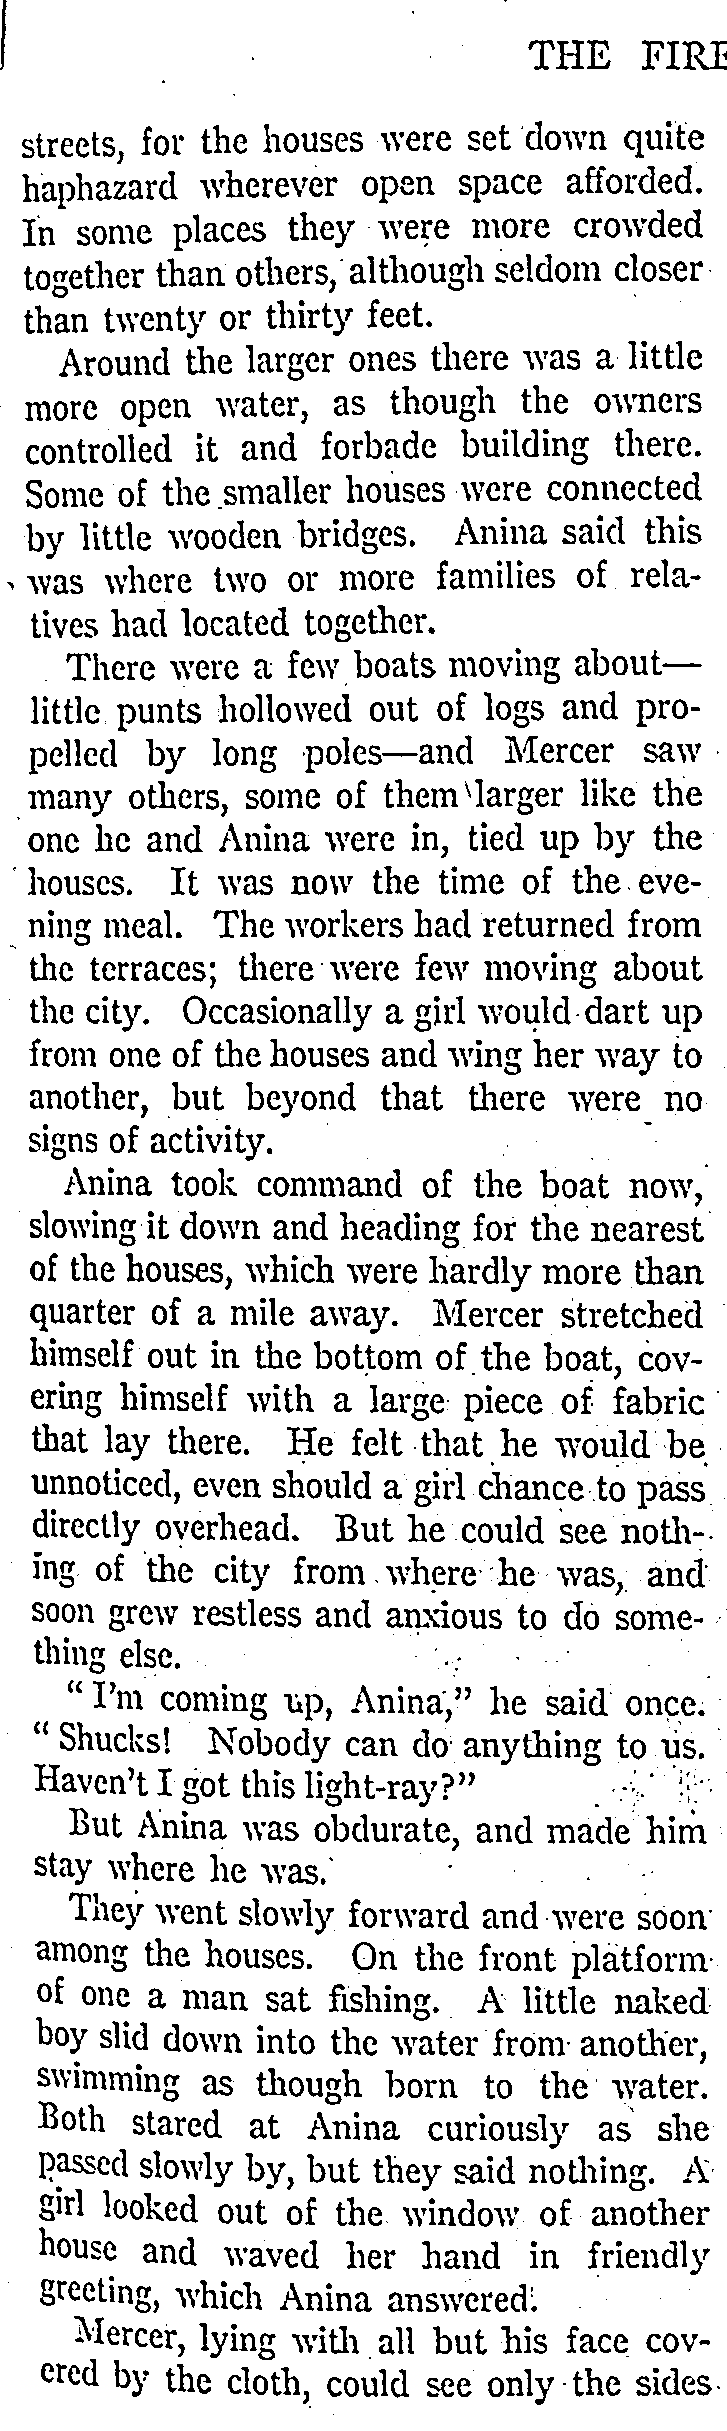 THE FIRE
streets, for the houses were set down quite
haphazard wherever open space afforded.
In some places they were more crowded
together than others, although seldom closer
than twenty or thirty feet.
Around the larger ones there was a little
more open water, as though the owners
controlled it and forbade building there.
Some of the smaller houses were connected
by little wooden bridges. Anina said this
was where two or more families of rela-
tives had located together.
There were a few boats moving about—
little punts hollowed out of logs and pro-
pelled by long poles—and Mercer saw
many others, some of them larger like the
one he and Anina were in, tied up by the
houses. It was now the time of the eve-
ning meal. The workers had returned from
the terraces; there were few moving about
the city. Occasionally a girl would dart up
from one of the houses and wing her way to
another, but beyond that there were no
signs of activity.
Anina took command of the boat now,
slowing it down and heading for the nearest
of the houses, which were hardly more than
quarter of a mile away. Mercer stretched
himself out in the bottom of the boat, cov-
ering himself with a large piece of fabric
that lay there. He felt that he would be
unnoticed, even should a girl chance to pass
directly overhead. But he could see noth-
ing of the city from where he was, and
soon grew restless and anxious to do some-
thing else.
"I'm coming up, Anina," he said once.
"Shucks! Nobody can do anything to us.
Haven't I got this light-ray?"
But Anina was obdurate, and made him
stay where he was.
They went slowly forward and were soon
among the houses. On the front platform
of one a man sat fishing. A little naked
boy slid down into the water from another,
swimming as though born to the water.
Both stared at Anina curiously as she
passed slowly by, but they said nothing. A
girl looked out of the window of another
house and waved her hand in friendly
greeting, which Anina answered.
Mercer, lying with all but his face cov-
ered by the cloth, could see only the sides